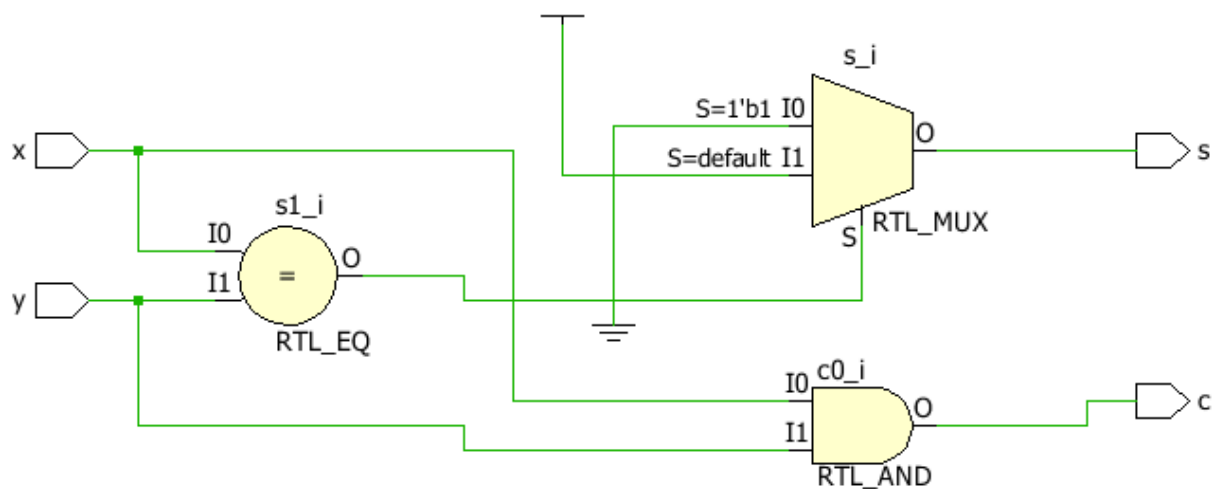 s_i
S=1'b1 I0
O
x
s
S=default I1
s1_i
RTL_MUX
S
I0
O
=
y
I1
RTL_EQ
c0_i
I0
O
c
I1
RTL_AND